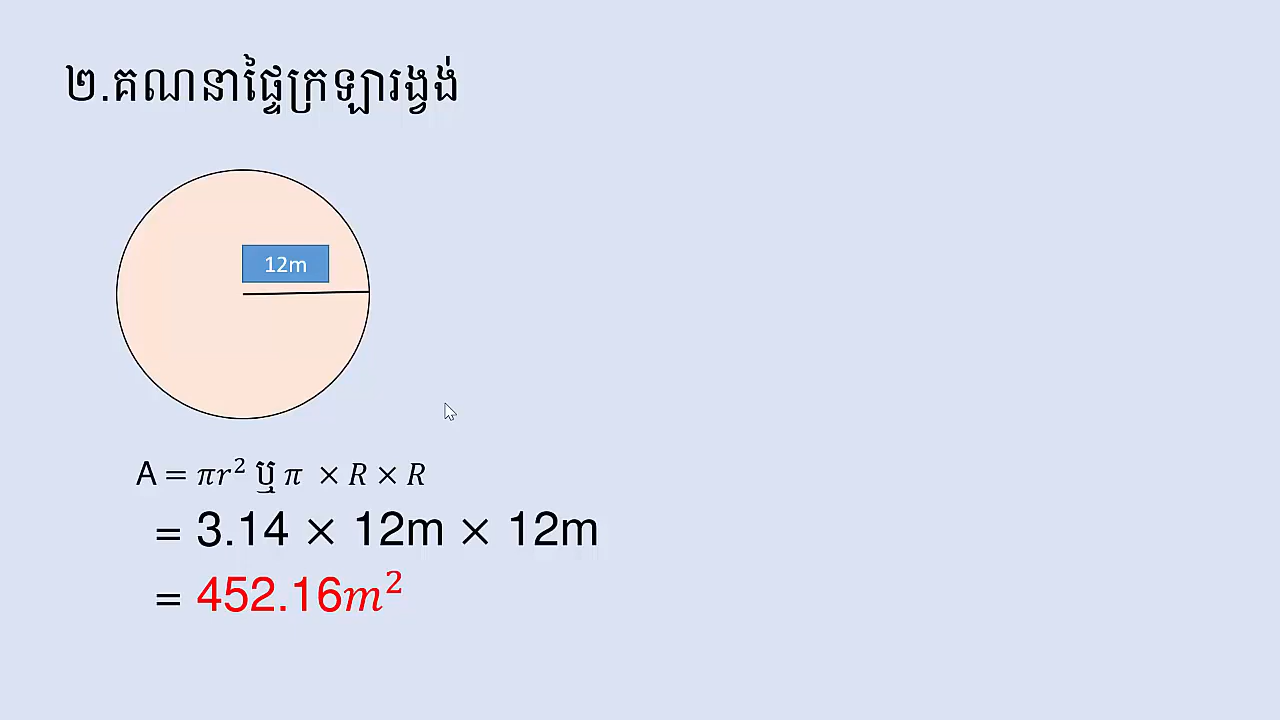 ២.គណនាផ្ទៃក្រឡារង្វង់
12m
A = 𝜋𝑟² ឬ 𝜋 × 𝑅 × 𝑅
= 3.14 × 12m × 12m
= 452.16𝑚²